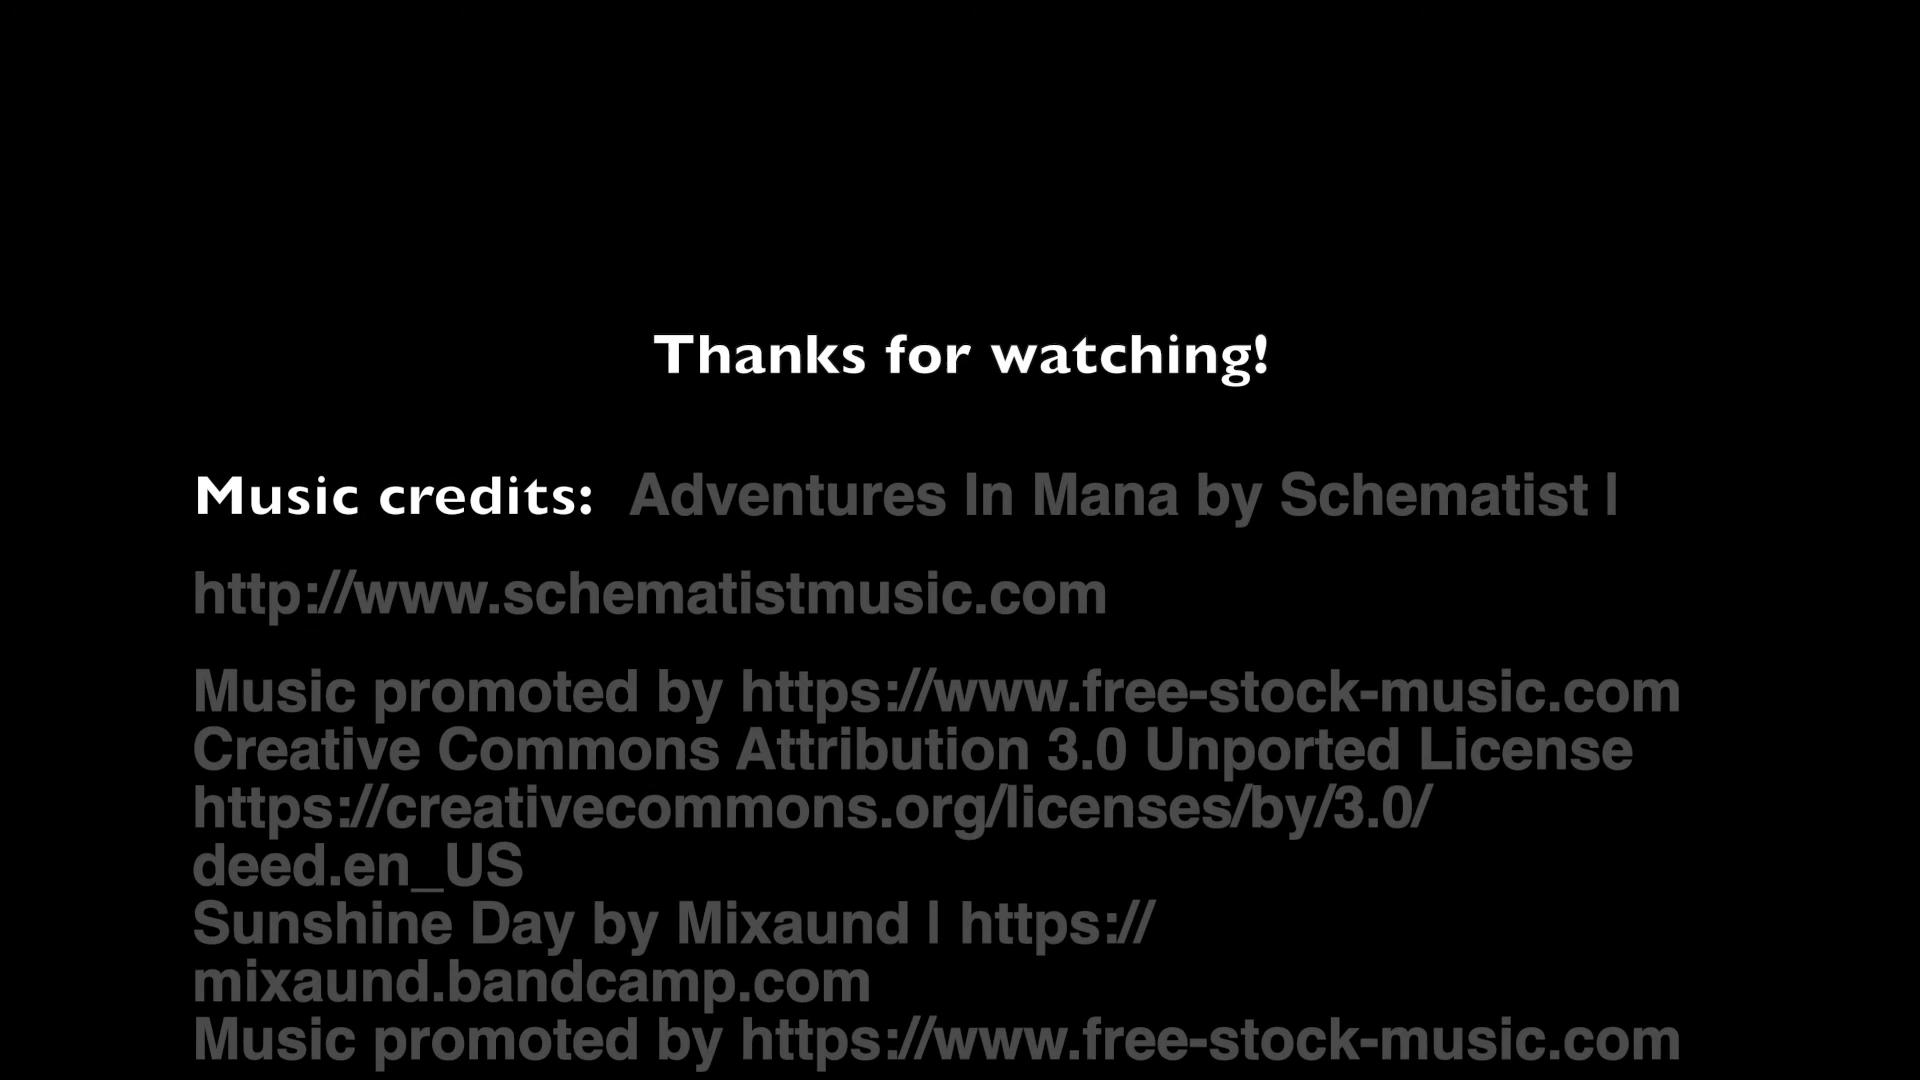 Thanks for watching!
Music credits: Adventures In Mana by Schematist |
http://www.schematistmusic.com
Music promoted by https://www.free-stock-music.com
Creative Commons Attribution 3.0 Unported License
https://creativecommons.org/licenses/by/3.0/
deed.en_US
Sunshine Day by Mixaund | https://
mixaund.bandcamp.com
Music promoted by https://www.free-stock-music.com